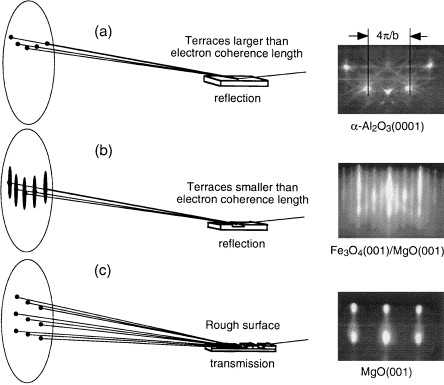 (a)
Terraces larger than
electron coherence length
reflection
4π/b
α-Al₂O₃(0001)
(b)
Terraces smaller than
electron coherence length
reflection
Fe₃O₄(001)/MgO(001)
(c)
Rough surface
transmission
MgO(001)